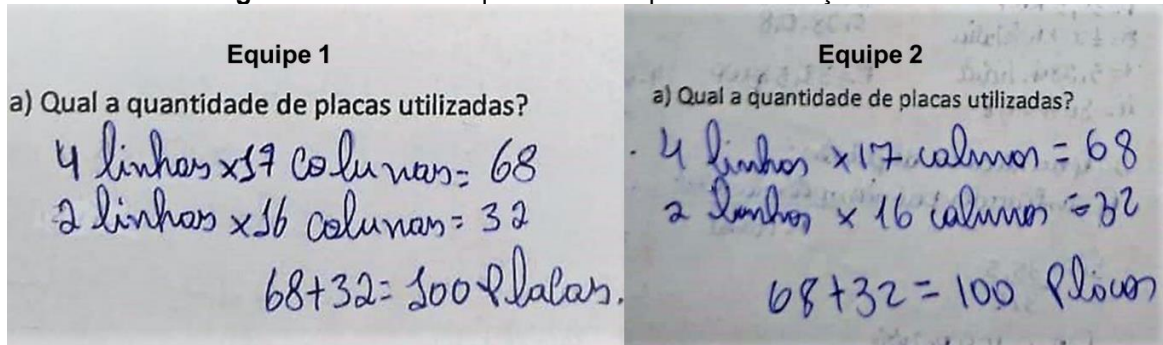 Equipe 1
a) Qual a quantidade de placas utilizadas?
4 linhas x 17 colunas = 68
2 linhas x 16 colunas = 32
68 + 32 = 100 Placas.
Equipe 2
a) Qual a quantidade de placas utilizadas?
4 linhas x 17 colunas = 68
2 linhas x 16 colunas = 32
68 + 32 = 100 Placas